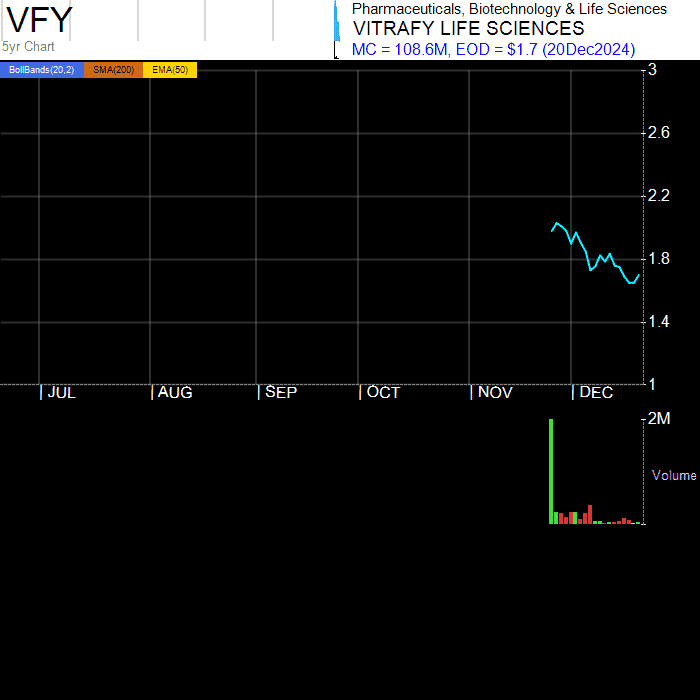 VFY
5yr Chart
Pharmaceuticals, Biotechnology & Life Sciences
VITRAFY LIFE SCIENCES
MC = 108.6M, EOD = $1.7 (20Dec2024)
BollBands(20,2) SMA(200) EMA(50)
3
2.6
2.2
1.8
1.4
1
JUL AUG SEP OCT NOV DEC
2M
Volume